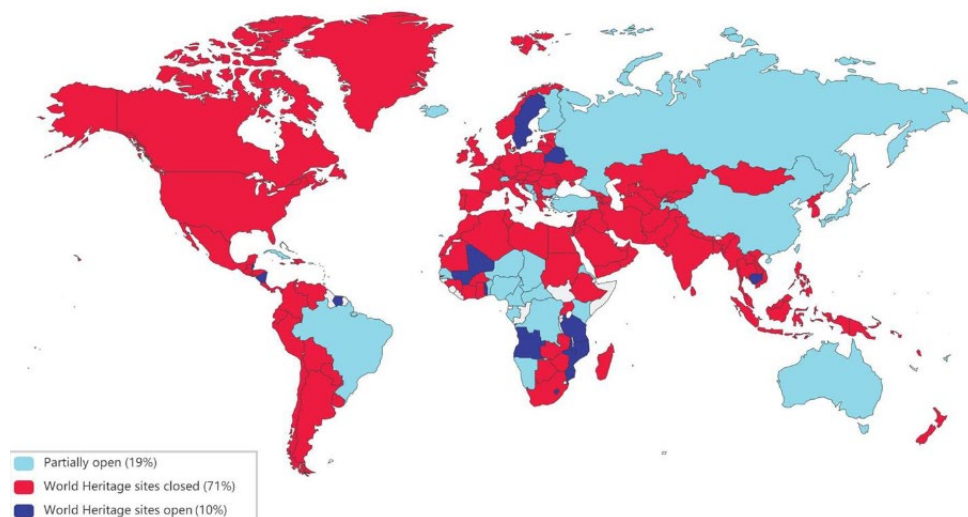 Partially open (19%)
World Heritage sites closed (71%)
World Heritage sites open (10%)